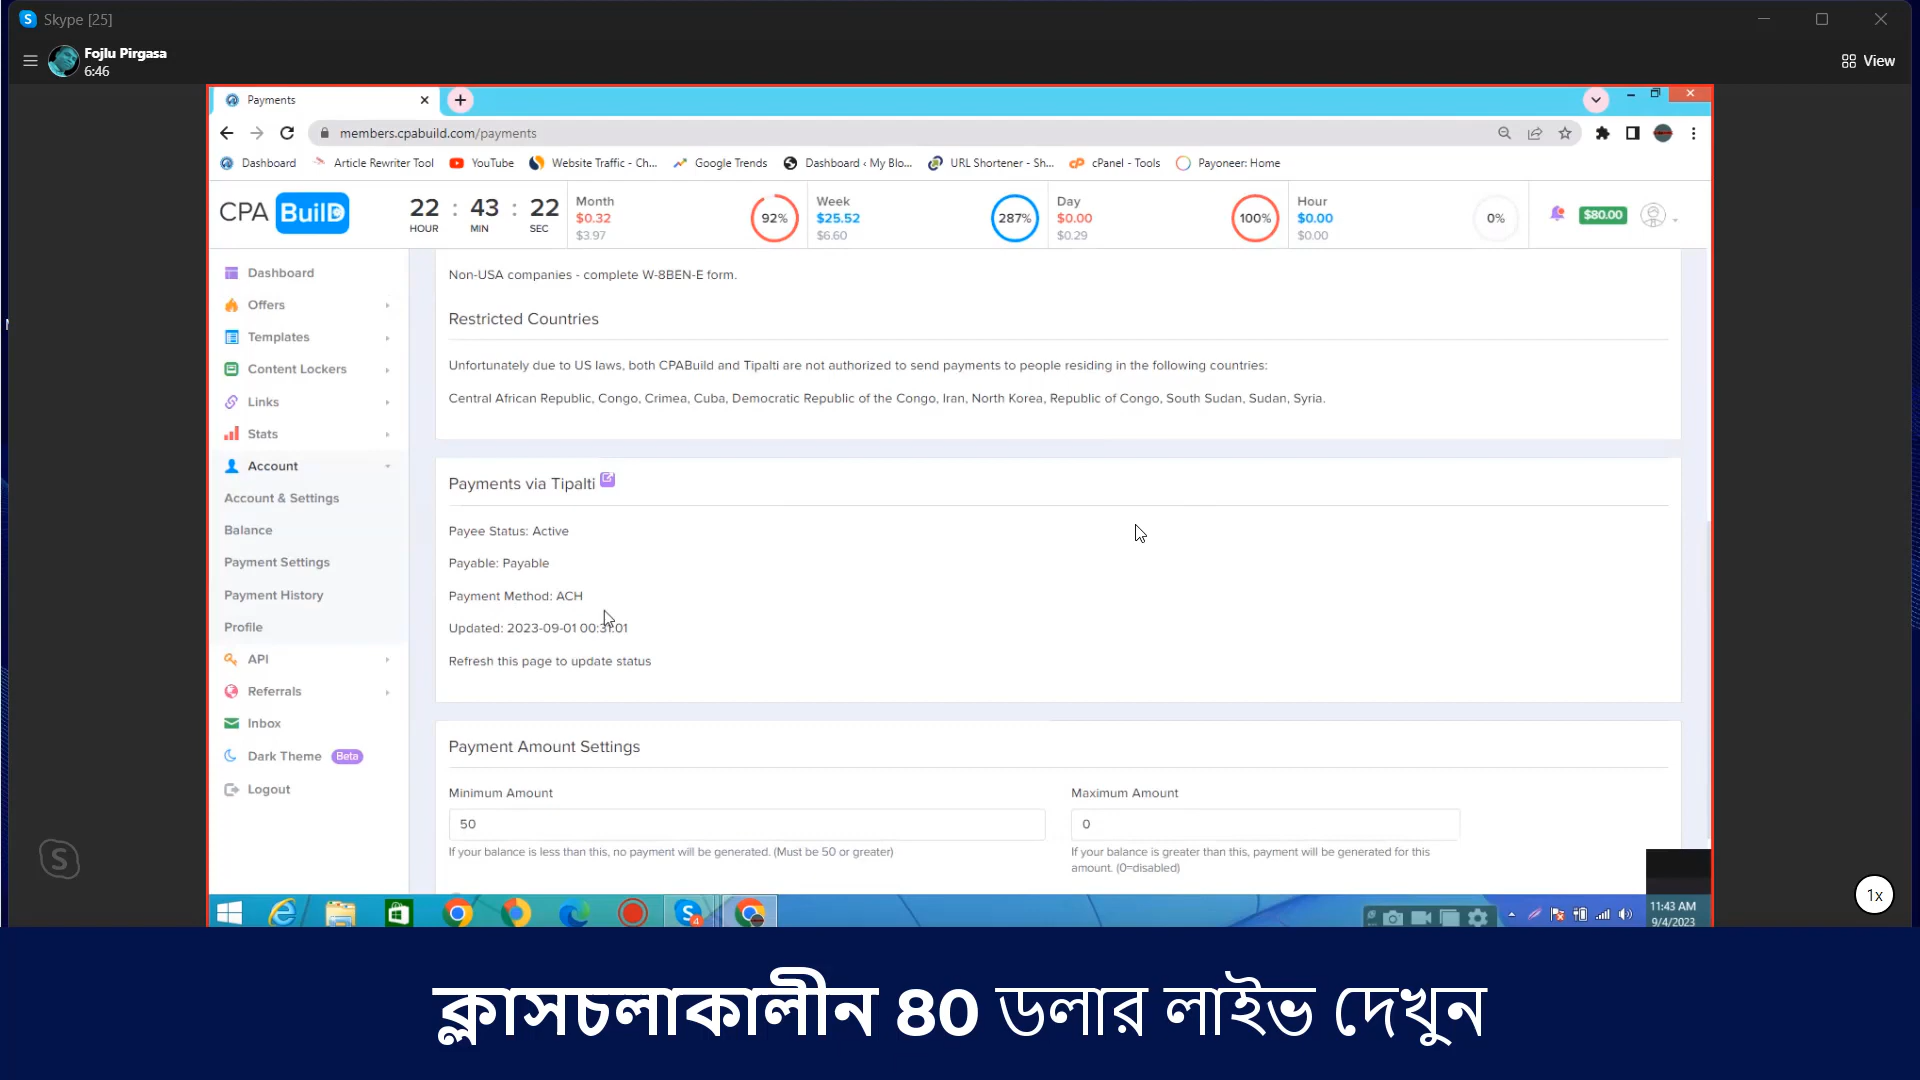 Skype [25]
Fojlu Pirgasa
6:46
View
Payments
members.cpabuild.com/payments
Dashboard
Article Rewriter Tool
YouTube
Website Traffic - Ch...
Google Trends
Dashboard ‹ My Blo...
URL Shortener - Sh...
cPanel - Tools
Payoneer: Home
CPA BuilD
22 : 43 : 22
HOUR MIN SEC
Month
$0.32
$3.97
92%
Week
$25.52
$6.60
287%
Day
$0.00
$0.29
100%
Hour
$0.00
$0.00
0%
$80.00
Dashboard
Offers
Templates
Content Lockers
Links
Stats
Account
Account & Settings
Balance
Payment Settings
Payment History
Profile
API
Referrals
Inbox
Dark Theme Beta
Logout
Non-USA companies - complete W-8BEN-E form.
Restricted Countries
Unfortunately due to US laws, both CPABuild and Tipalti are not authorized to send payments to people residing in the following countries:
Central African Republic, Congo, Crimea, Cuba, Democratic Republic of the Congo, Iran, North Korea, Republic of Congo, South Sudan, Sudan, Syria.
Payments via Tipalti
Payee Status: Active
Payable: Payable
Payment Method: ACH
Updated: 2023-09-01 00:31:01
Refresh this page to update status
Payment Amount Settings
Minimum Amount
50
If your balance is less than this, no payment will be generated. (Must be 50 or greater)
Maximum Amount
0
If your balance is greater than this, payment will be generated for this
amount. (0=disabled)
4
11:43 AM
9/4/2023
1x
ক্লাসচলাকালীন 80 ডলার লাইভ দেখুন